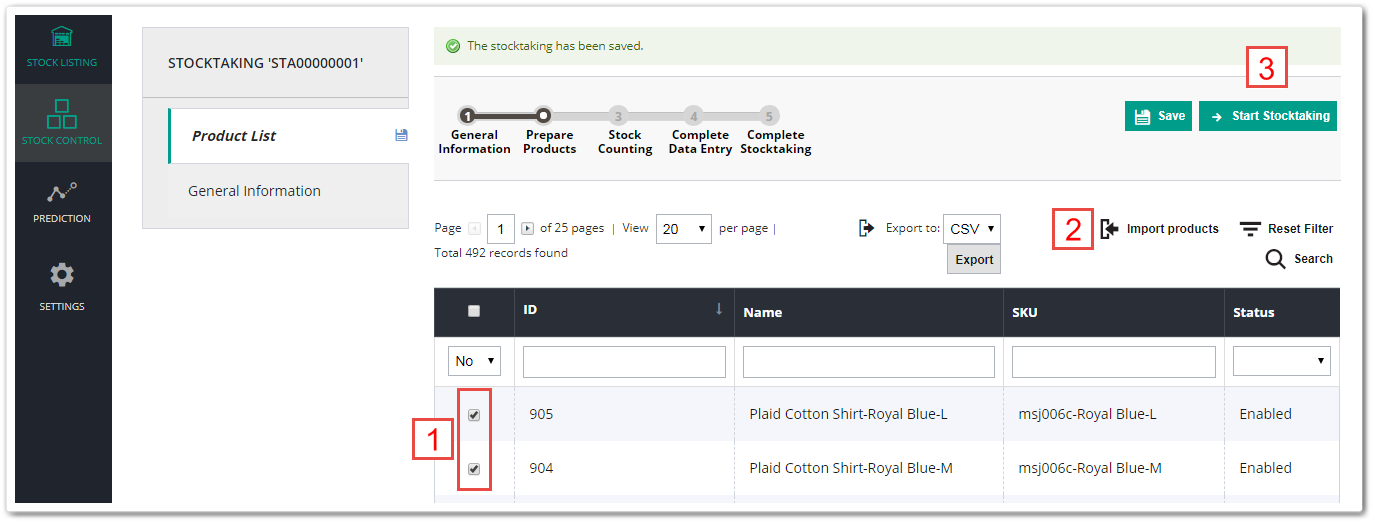 STOCK LISTING
STOCK CONTROL
PREDICTION
SETTINGS
STOCKTAKING 'STA00000001'
Product List
General Information
The stocktaking has been saved.
3
1 2 3 4 5
General Information
Prepare Products
Stock Counting
Complete Data Entry
Complete Stocktaking
Save
Start Stocktaking
Page 1 of 25 pages | View 20 per page |
Total 492 records found
Export to: CSV
Export
2
Import products
Reset Filter
Search
ID ↓ Name SKU Status
No
1
905 Plaid Cotton Shirt-Royal Blue-L msj006c-Royal Blue-L Enabled
904 Plaid Cotton Shirt-Royal Blue-M msj006c-Royal Blue-M Enabled